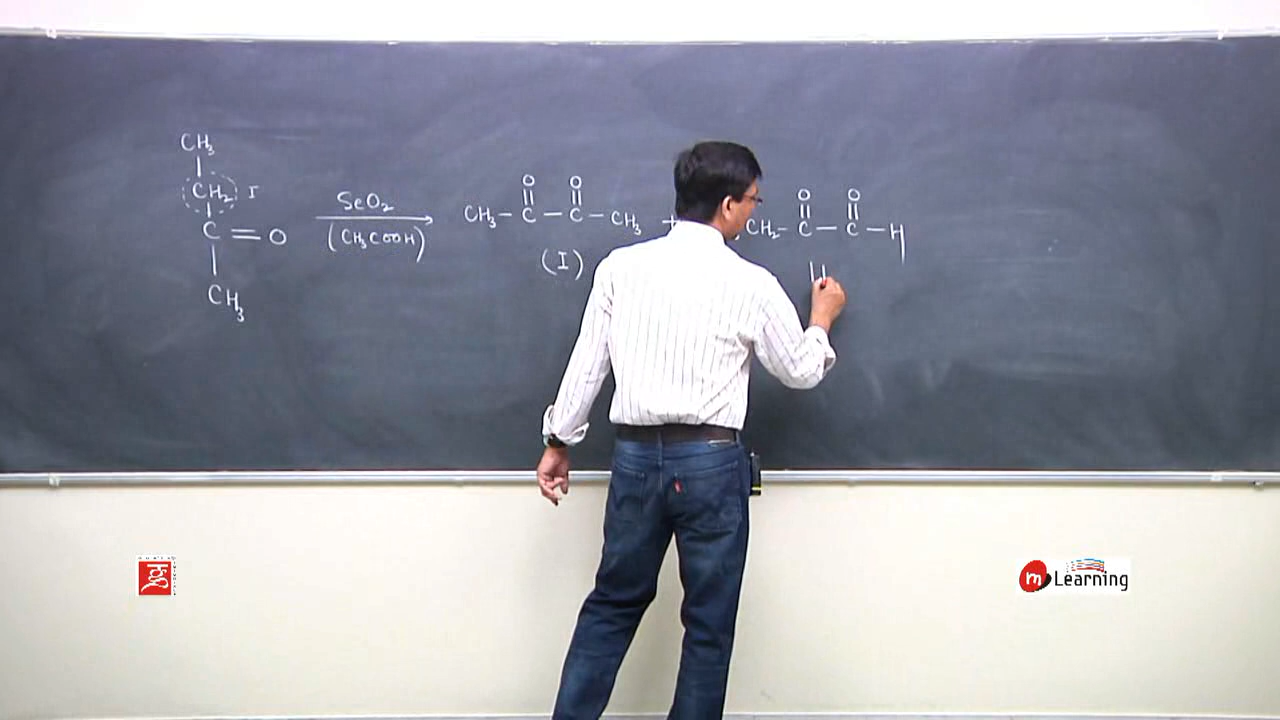 CH3
CH2 I
C = O
CH3
SeO2
(CH3COOH)
O O
CH3 - C - C - CH3 +
(I)
O O
CH2 - C - C - H
m Learning